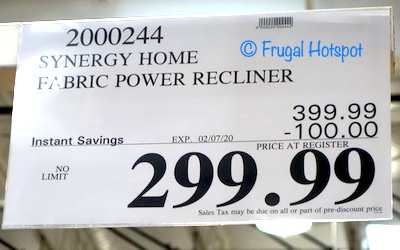 2000244
© Frugal Hotspot
SYNERGY HOME
FABRIC POWER RECLINER
399.99
Instant Savings EXP. 02/07/20 -100.00
PRICE AT REGISTER
NO
LIMIT
299.99
Sales Tax may be due on all or part of pre-discount price